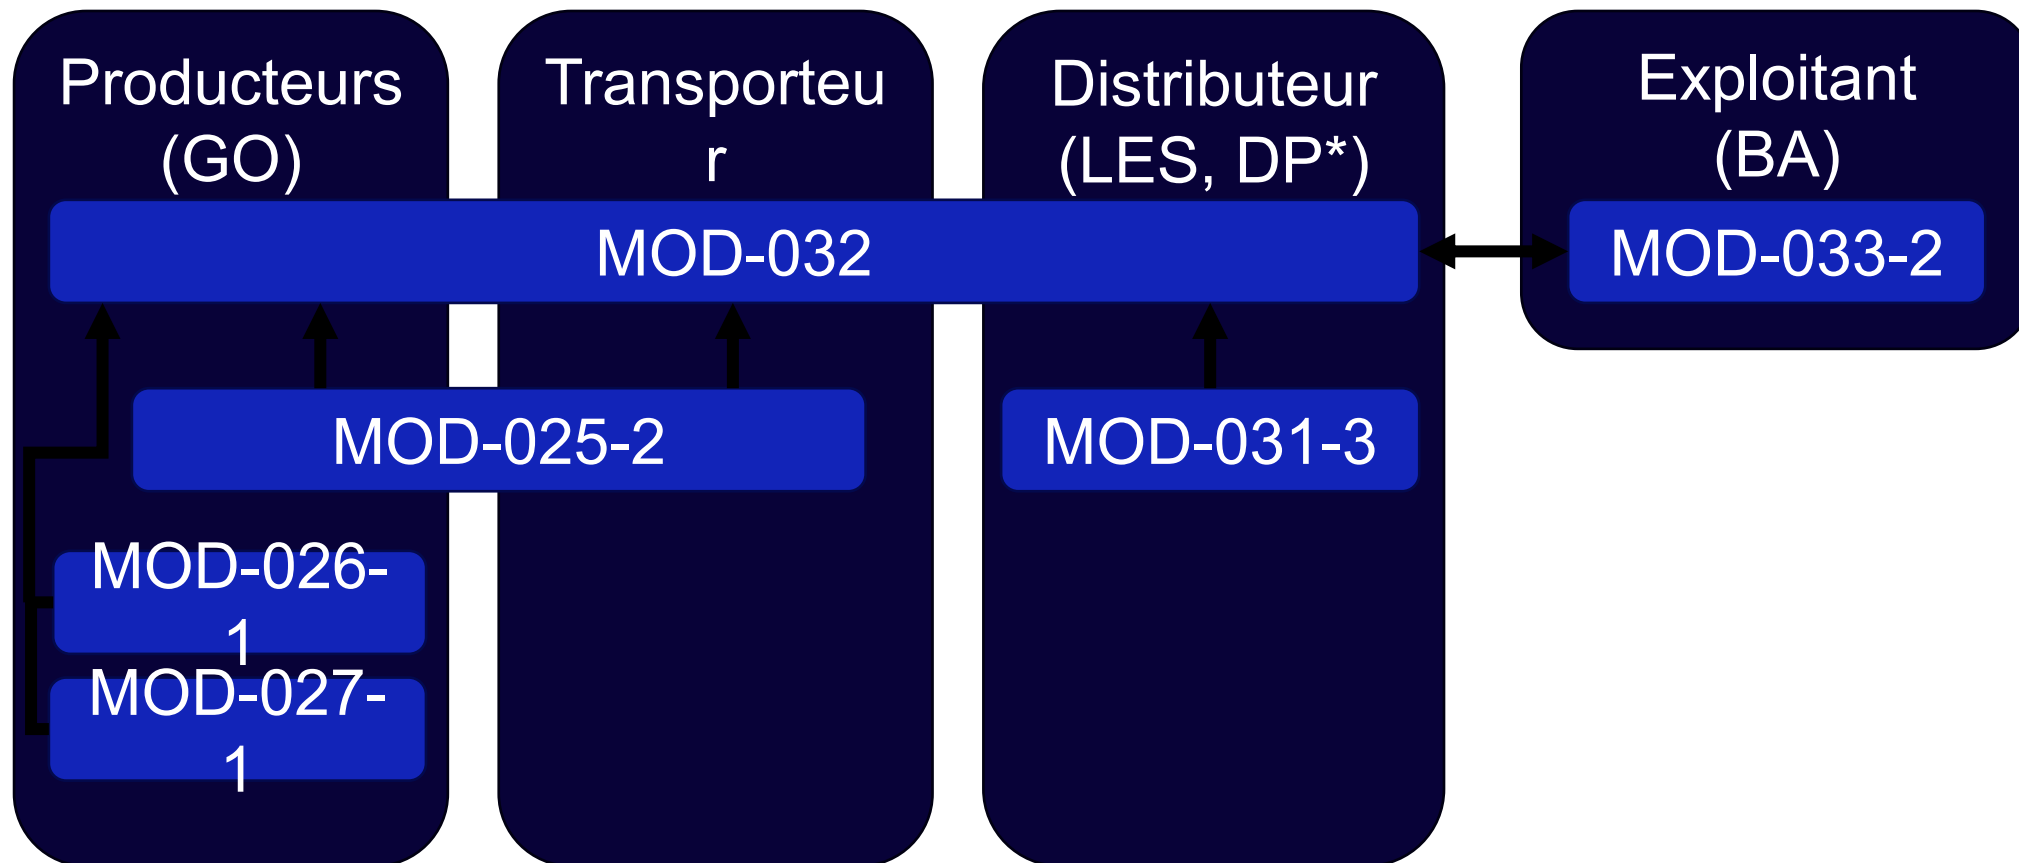 Producteurs
(GO)
Transporteu
r
Distributeur
(LES, DP*)
Exploitant
(BA)
MOD-032
MOD-033-2
MOD-025-2
MOD-031-3
MOD-026-
1
MOD-027-
1